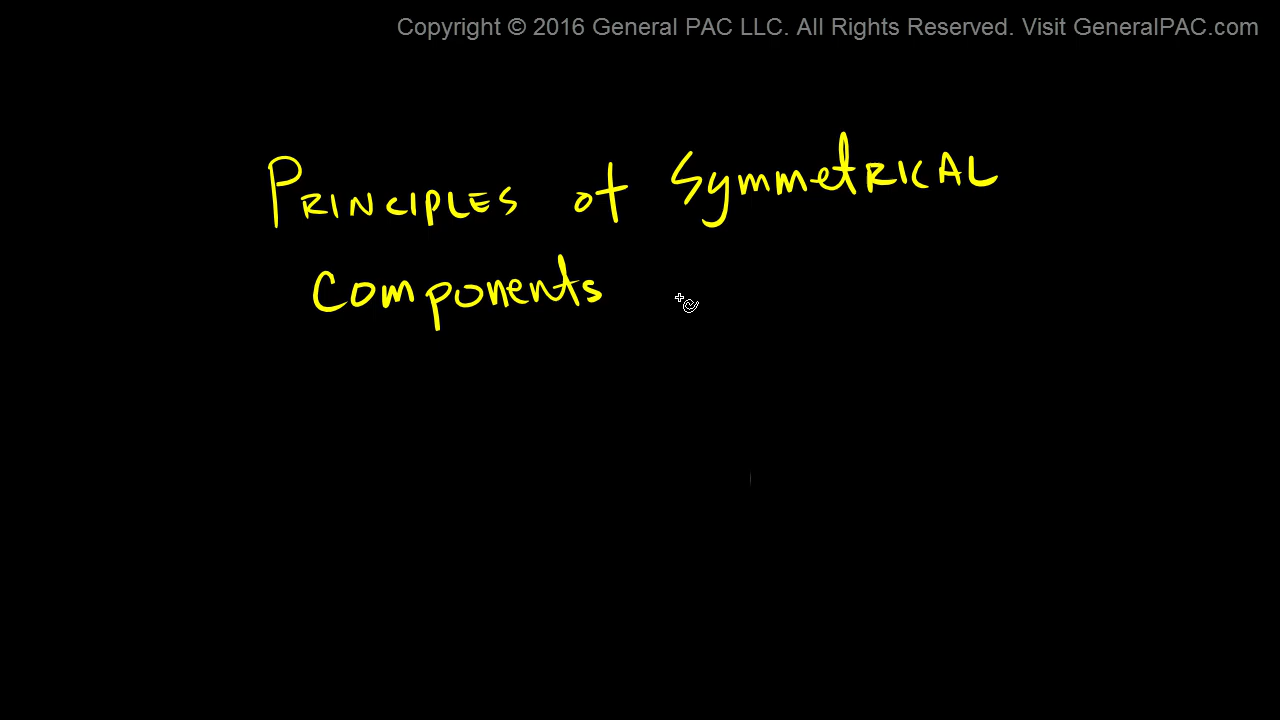 Copyright © 2016 General PAC LLC. All Rights Reserved. Visit GeneralPAC.com
PRINCIPLES of SymmetRICAL
Components